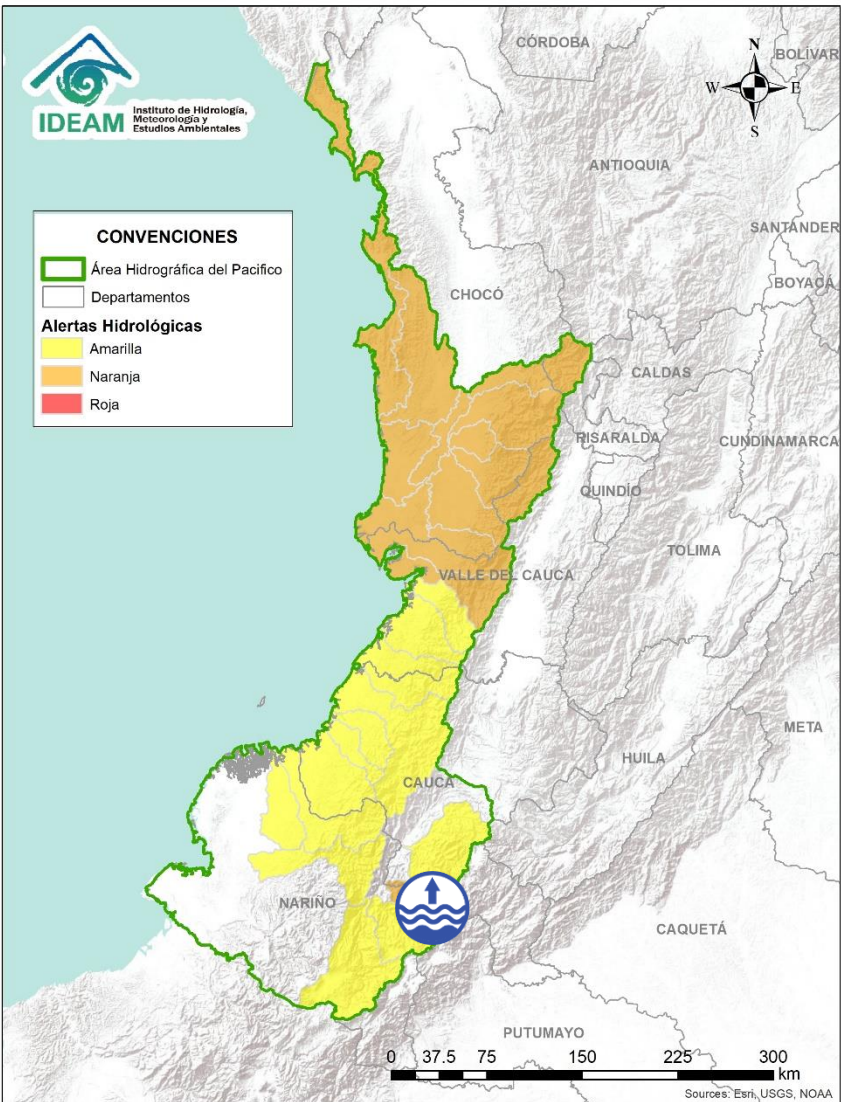 IDEAM
Instituto de Hidrología,
Meteorología y
Estudios Ambientales
N
W
E
S
CÓRDOBA
BOLÍVAR
ANTIOQUIA
SANTANDER
BOYACÁ
CHOCÓ
CALDAS
RISARALDA
CUNDINAMARCA
QUINDÍO
TOLIMA
VALLE DEL CAUCA
META
HUILA
CAUCA
NARIÑO
CAQUETÁ
PUTUMAYO
CONVENCIONES
Área Hidrográfica del Pacifico
Departamentos
Alertas Hidrológicas
Amarilla
Naranja
Roja
0 37.5 75 150 225 300
km
Sources: Esri, USGS, NOAA